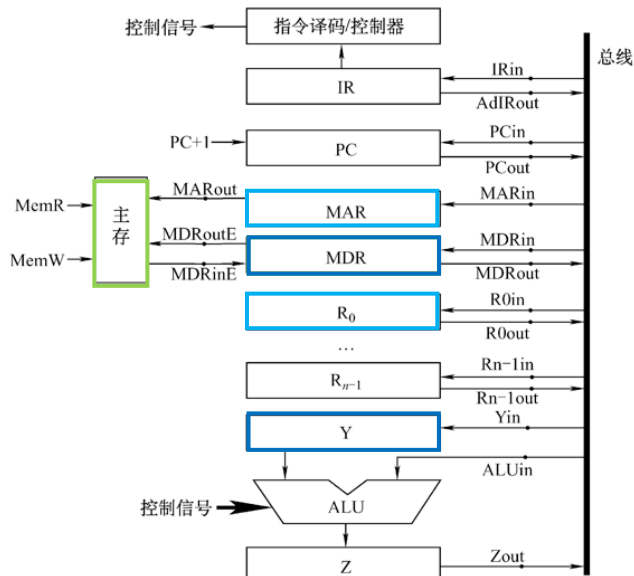 控制信号
指令译码/控制器
总线
IRin
IR
AdIRout
PC+1
PC
PCin
PCout
MemR
主存
MARout
MAR
MARin
MemW
MDRoutE
MDR
MDRin
MDRinE
MDRout
R0
R0in
R0out
…
Rn-1
Rn-1in
Rn-1out
Y
Yin
ALUin
控制信号
ALU
Z
Zout